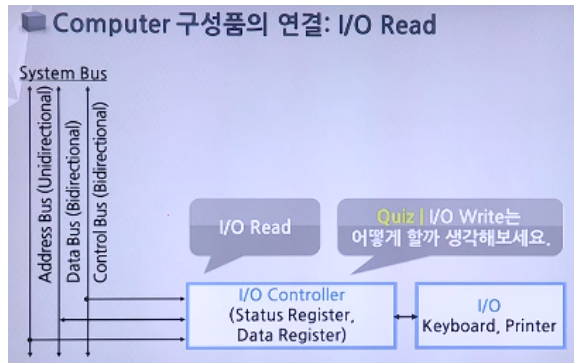 Computer 구성품의 연결: I/O Read
System Bus
Address Bus (Unidirectional)
Data Bus (Bidirectional)
Control Bus (Bidirectional)
I/O Read
Quiz | I/O Write는
어떻게 할까 생각해보세요.
I/O Controller
(Status Register,
Data Register)
I/O
Keyboard, Printer